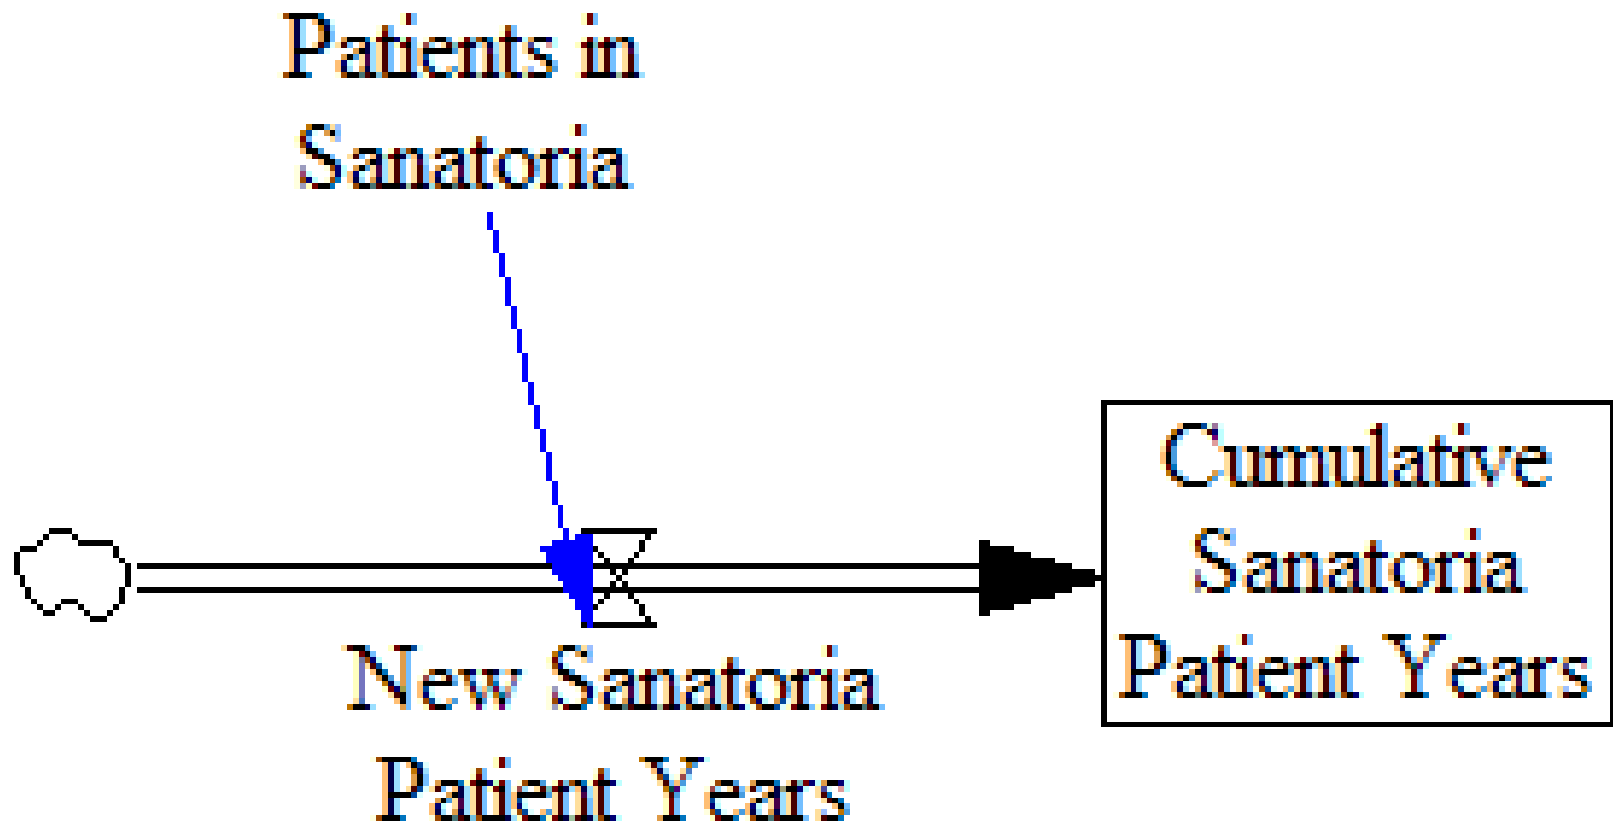 Patients in
Sanatoria
Cumulative
Sanatoria
Patient Years
New Sanatoria
Patient Years